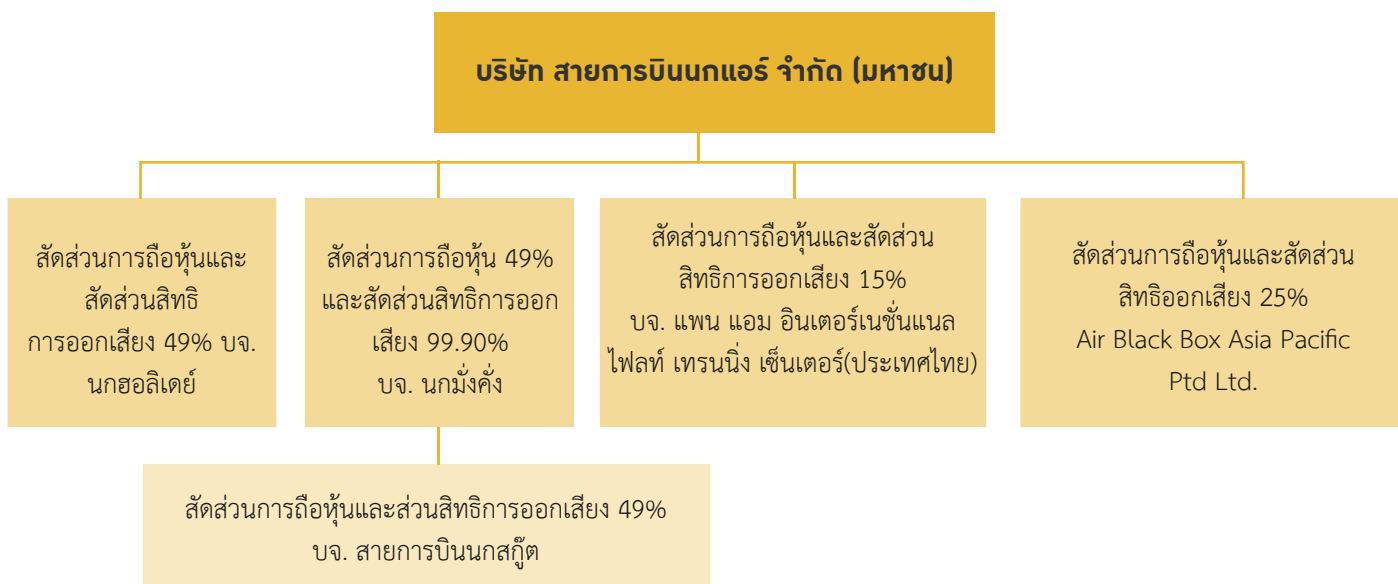 บริษัท สายการบินนกแอร์ จำกัด (มหาชน)
สัดส่วนการถือหุ้นและ
สัดส่วนสิทธิ
การออกเสียง 49% บจ.
นกฮอลิเดย์
สัดส่วนการถือหุ้น 49%
และสัดส่วนสิทธิการออก
เสียง 99.90%
บจ. นกมั่งคั่ง
สัดส่วนการถือหุ้นและสัดส่วน
สิทธิการออกเสียง 15%
บจ. แพน แอม อินเตอร์เนชั่นแนล
ไฟลท์ เทรนนิ่ง เซ็นเตอร์(ประเทศไทย)
สัดส่วนการถือหุ้นและสัดส่วน
สิทธิออกเสียง 25%
Air Black Box Asia Pacific
Ptd Ltd.
สัดส่วนการถือหุ้นและส่วนสิทธิการออกเสียง 49%
บจ. สายการบินนกสกู๊ต